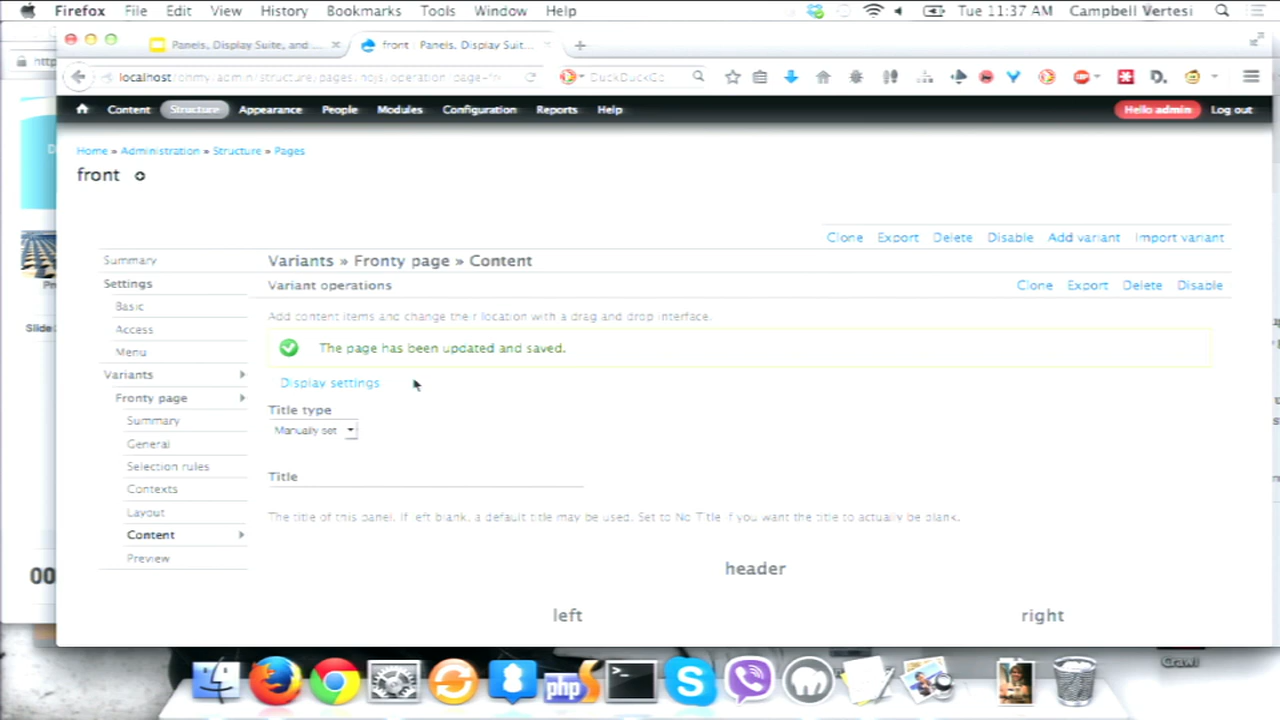 Firefox File Edit View History Bookmarks Tools Window Help Tue 11:37 AM Campbell Vertesi
Panels, Display Suite, and ... front | Panels, Display Suit...
http
localhost DuckDuckGo
Content Structure Appearance People Modules Configuration Reports Help Hello admin Log out
Home » Administration » Structure » Pages
front
Clone Export Delete Disable Add variant Import variant
Summary
Variants » Fronty page » Content
Settings
Variant operations
Clone Export Delete Disable
Basic
Add content items and change their location with a drag and drop interface.
Access
The page has been updated and saved.
Menu
Variants
Display settings
Fronty page
Title type
Summary
Manually set
General
Selection rules
Title
Contexts
Layout
The title of this panel. If left blank, a default title may be used. Set to No Title if you want the title to actually be blank.
Content
Preview
header
left right
00
Slide
php
Crawl